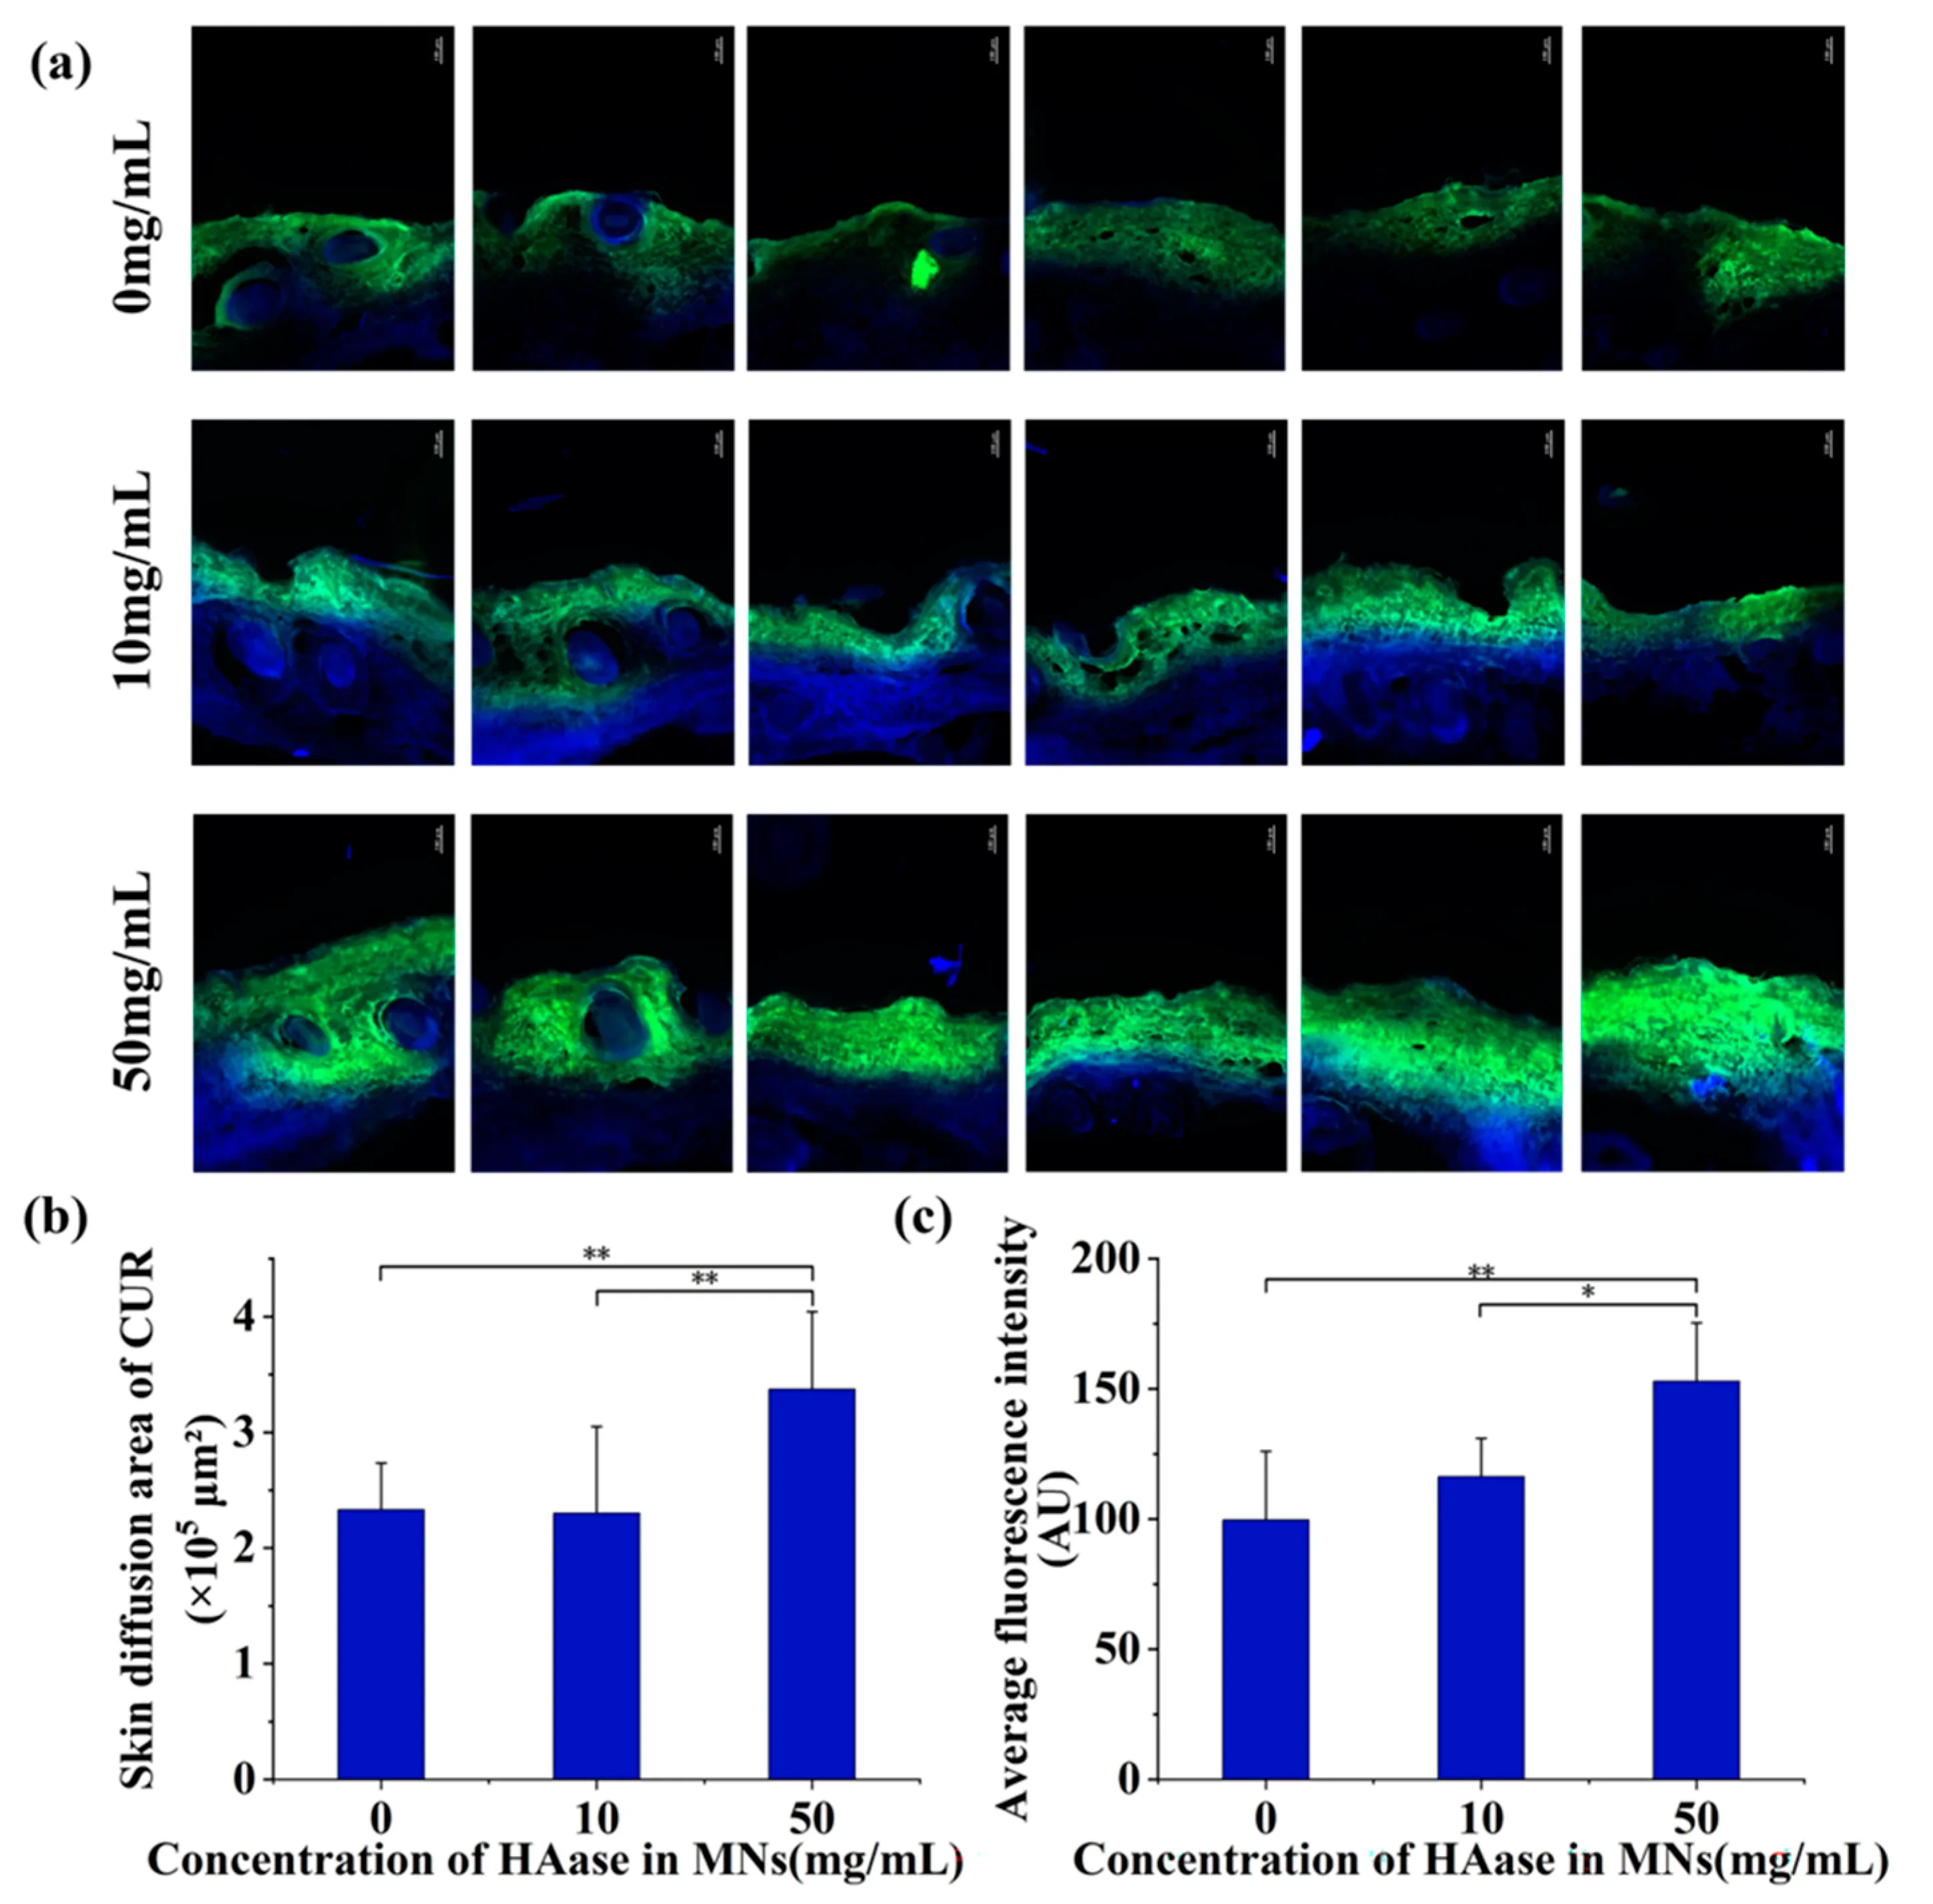 (a)
0mg/mL
10mg/mL
50mg/mL
(b)
Skin diffusion area of CUR
(×10⁵ μm²)
4
3
2
1
0
**
**
0 10 50
Concentration of HAase in MNs(mg/mL)
(c)
Average fluorescence intensity
(AU)
200
150
100
50
0
**
*
0 10 50
Concentration of HAase in MNs(mg/mL)